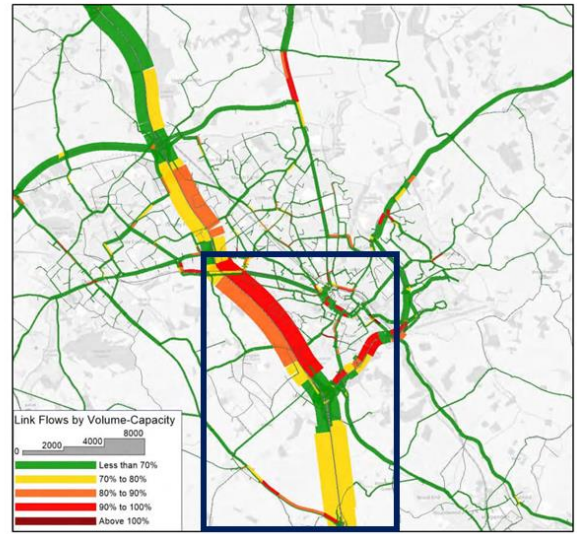 Link Flows by Volume-Capacity
0 2000 4000 8000
Less than 70%
70% to 80%
80% to 90%
90% to 100%
Above 100%